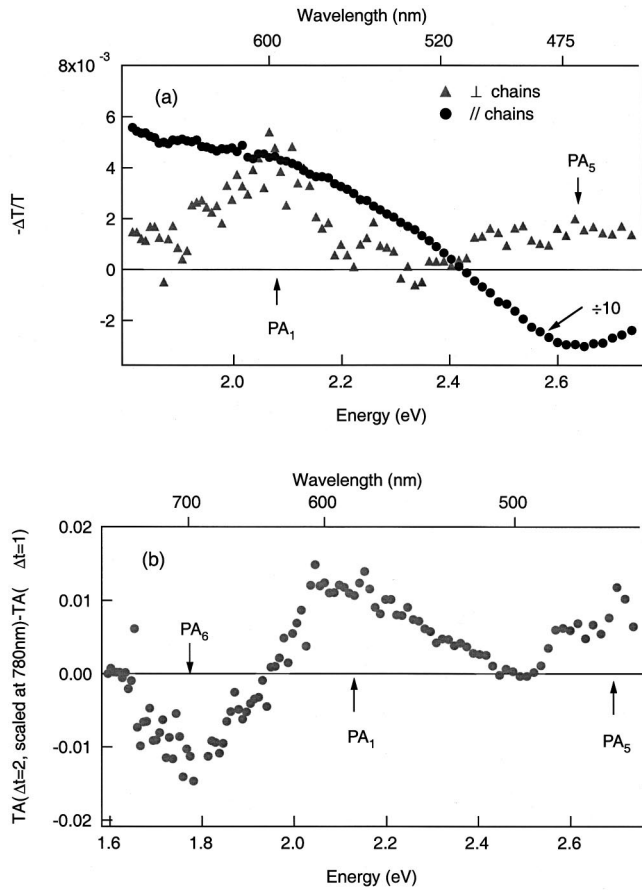 Wavelength (nm)
600 520 475
8x10⁻³
(a)
▲ ⊥ chains
● // chains
6
4
2
0
-2
-ΔT/T
PA₅
PA₁
÷10
2.0 2.2 2.4 2.6
Energy (eV)
Wavelength (nm)
700 600 500
0.02
(b)
0.01
0.00
-0.01
-0.02
TA(Δt=2, scaled at 780nm)-TA( Δt=1)
PA₆
PA₁
PA₅
1.6 1.8 2.0 2.2 2.4 2.6
Energy (eV)